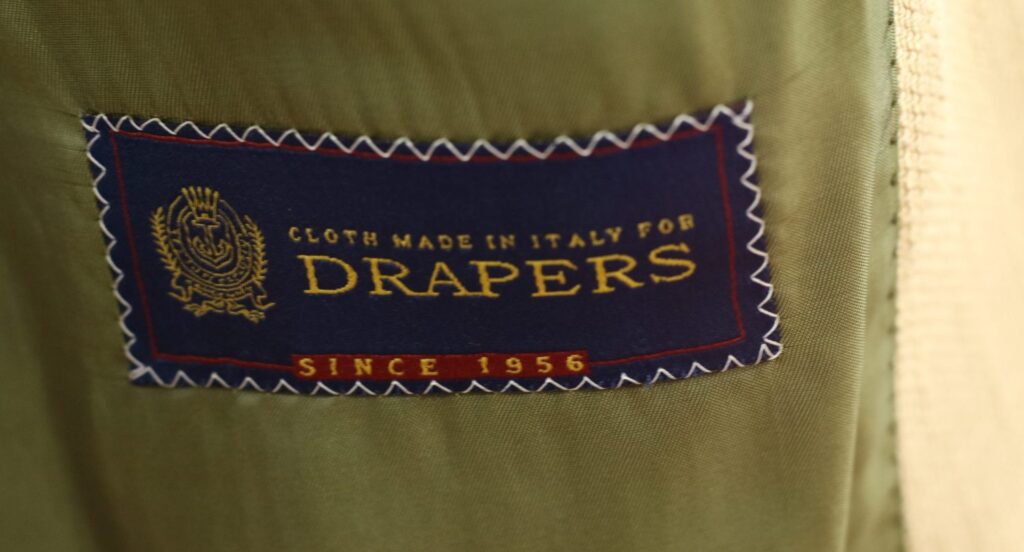 CLOTH MADE IN ITALY FOR
DRAPERS
SINCE 1956